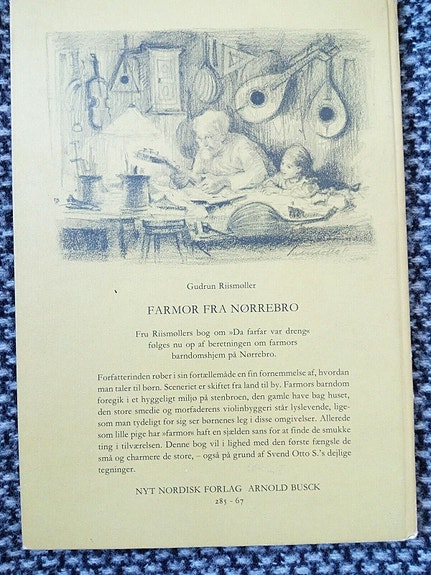 Gudrun Riismøller
FARMOR FRA NØRREBRO
Fru Riismøllers bog om »Da farfar var dreng«
følges nu op af beretningen om farmors
barndomshjem på Nørrebro.
Forfatterinden røber i sin fortællemåde en fin fornemmelse af, hvordan
man taler til børn. Sceneriet er skiftet fra land til by. Farmors barndom
foregik i et hyggeligt miljø på stenbroen, den gamle have bag huset,
den store smedie og morfaderens violinbyggeri står lyslevende, lige-
som man tydeligt for sig ser børnenes leg i disse omgivelser. Allerede
som lille pige har »farmor« haft en sjælden sans for at finde de smukke
ting i tilværelsen. Denne bog vil i lighed med den første fængsle de
små og charmere de store, – også på grund af Svend Otto S.'s dejlige
tegninger.
NYT NORDISK FORLAG ARNOLD BUSCK
285 - 67